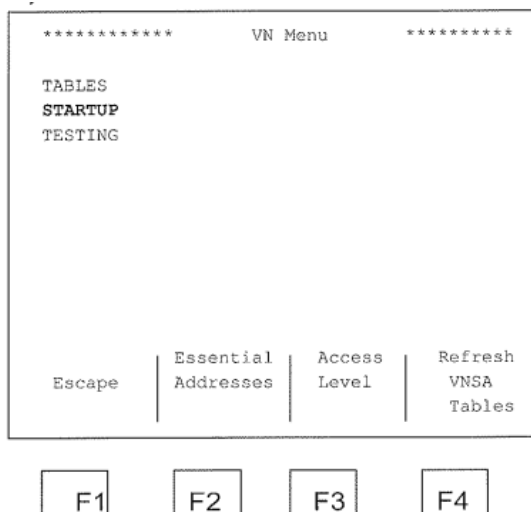 ************ VN Menu **********
TABLES
STARTUP
TESTING
Essential Access Refresh
Escape Addresses Level VNSA
Tables
F1 F2 F3 F4